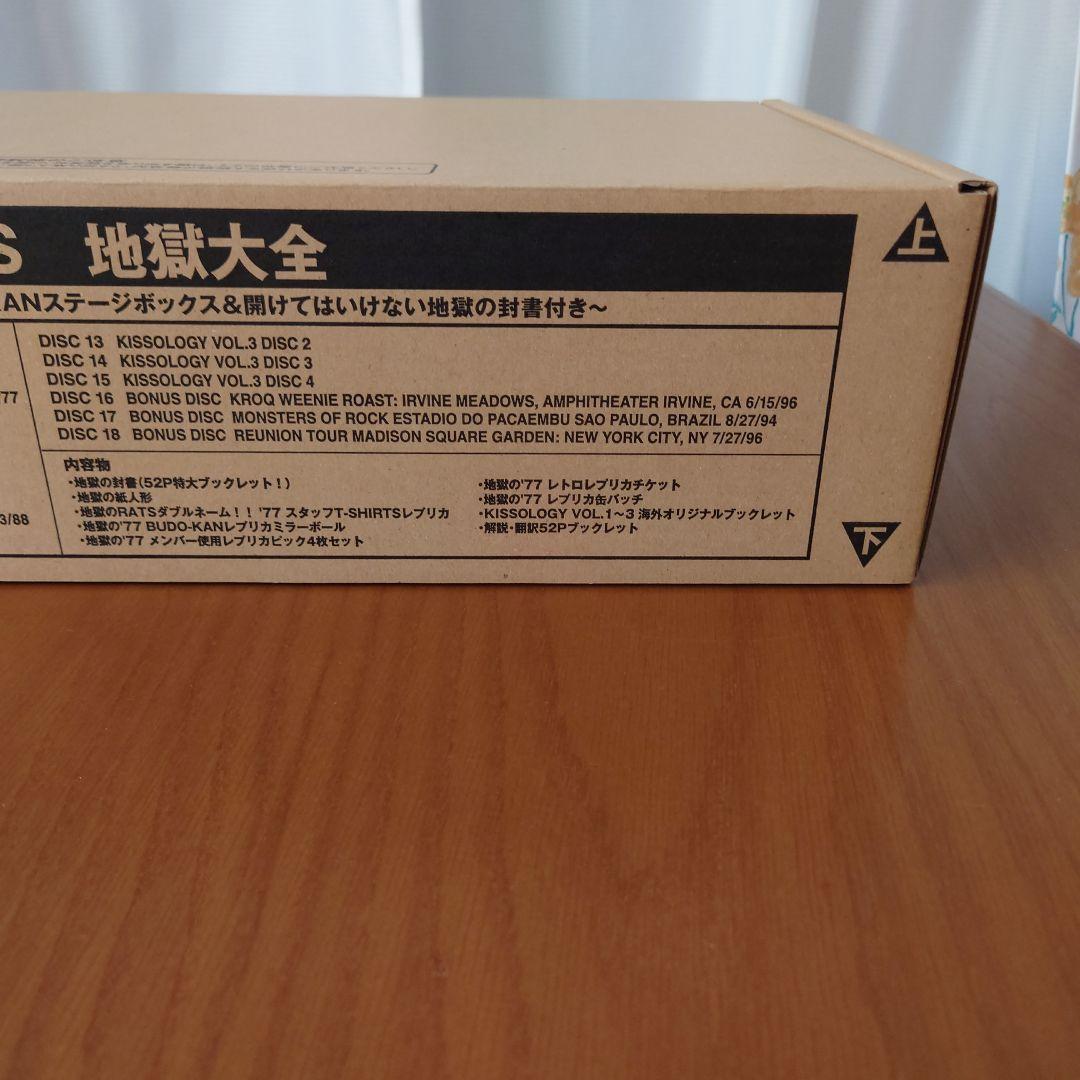 S 地獄大全
KANステージボックス&開けてはいけない地獄の封書付き～
DISC 13 KISSOLOGY VOL.3 DISC 2
DISC 14 KISSOLOGY VOL.3 DISC 3
DISC 15 KISSOLOGY VOL.3 DISC 4
DISC 16 BONUS DISC KROQ WEENIE ROAST: IRVINE MEADOWS, AMPHITHEATER IRVINE, CA 6/15/96
DISC 17 BONUS DISC MONSTERS OF ROCK ESTADIO DO PACAEMBU SAO PAULO, BRAZIL 8/27/94
DISC 18 BONUS DISC REUNION TOUR MADISON SQUARE GARDEN: NEW YORK CITY, NY 7/27/96
/77
3/88
内容物
・地獄の封書(52P特大ブックレット！)
・地獄の紙人形
・地獄のRATSダブルネーム！！'77 スタッフT-SHIRTSレプリカ
・地獄の'77 BUDO-KANレプリカミラーボール
・地獄の'77 メンバー使用レプリカピック4枚セット
・地獄の'77 レトロレプリカチケット
・地獄の'77 レプリカ缶バッチ
・KISSOLOGY VOL.1～3 海外オリジナルブックレット
・解説・翻訳52Pブックレット
上
下